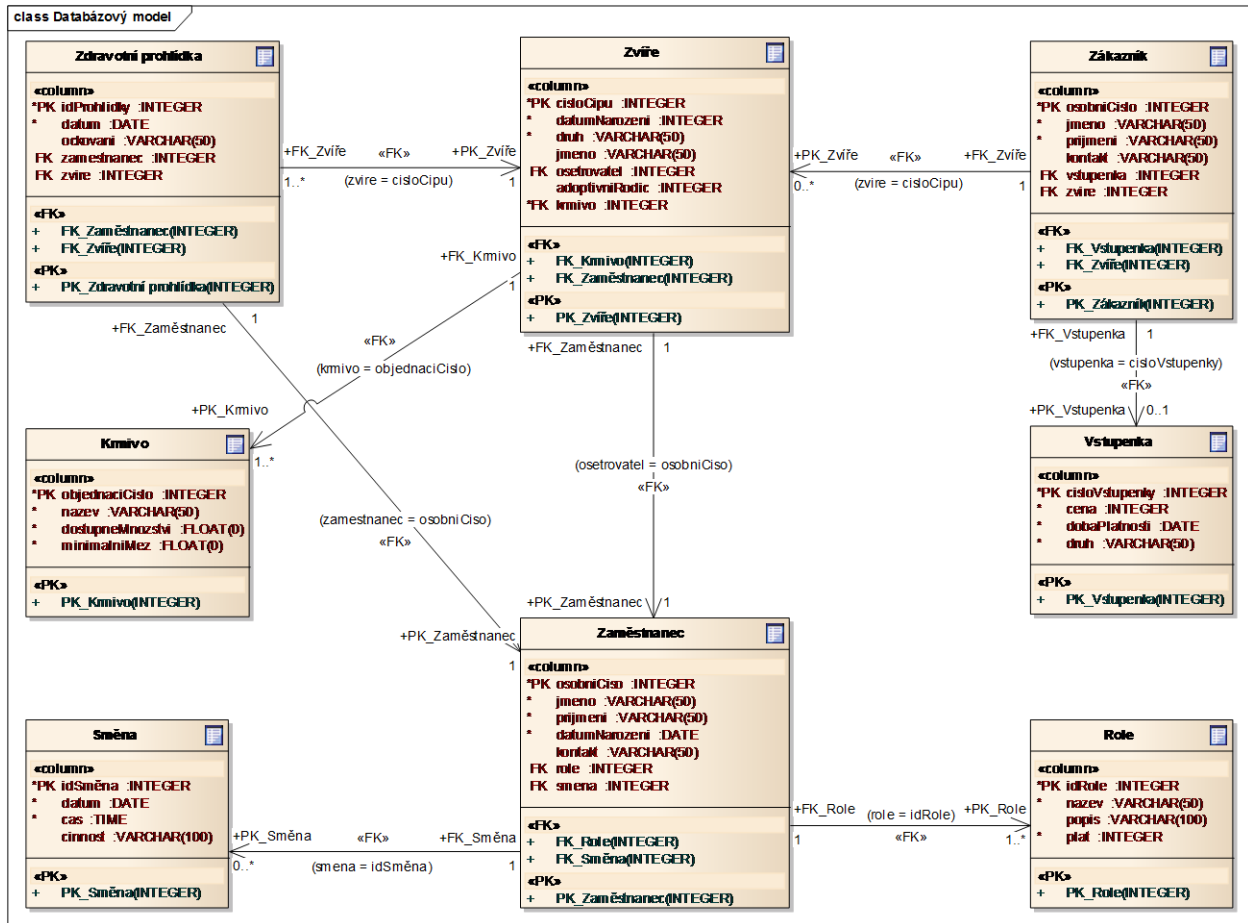 class Databázový model
Zdravotní prohlídka
«column»
*PK idProhlidky :INTEGER
* datum :DATE
ockovani :VARCHAR(50)
FK zamestnanec :INTEGER
FK zvire :INTEGER
«FK»
+ FK_Zaměstnanec(INTEGER)
+ FK_Zvíře(INTEGER)
«PK»
+ PK_Zdravotní prohlídka(INTEGER)
+FK_Zvíře «FK» +PK_Zvíře
1..* (zvire = cisloCipu) 1
Zvíře
«column»
*PK cisloCipu :INTEGER
* datumNarozeni :INTEGER
* druh :VARCHAR(50)
jmeno :VARCHAR(50)
FK osetrovatel :INTEGER
adoptivniRodic :INTEGER
*FK krmivo :INTEGER
«FK»
+ FK_Krmivo(INTEGER)
+ FK_Zaměstnanec(INTEGER)
«PK»
+ PK_Zvíře(INTEGER)
+PK_Zvíře «FK» +FK_Zvíře
0..* (zvire = cisloCipu) 1
Zákazník
«column»
*PK osobniCislo :INTEGER
* jmeno :VARCHAR(50)
* prijmeni :VARCHAR(50)
kontakt :VARCHAR(50)
FK vstupenka :INTEGER
FK zvire :INTEGER
«FK»
+ FK_Vstupenka(INTEGER)
+ FK_Zvíře(INTEGER)
«PK»
+ PK_Zákazník(INTEGER)
+FK_Krmivo
1
«FK»
(krmivo = objednaciCislo)
+PK_Krmivo
1..*
+FK_Zaměstnanec 1
(zamestnanec = osobniCiso)
«FK»
+PK_Zaměstnanec
1
+FK_Zaměstnanec 1
(osetrovatel = osobniCiso)
«FK»
+PK_Zaměstnanec 1
+FK_Vstupenka 1
(vstupenka = cisloVstupenky)
«FK»
+PK_Vstupenka 0..1
Krmivo
«column»
*PK objednaciCislo :INTEGER
* nazev :VARCHAR(50)
* dostupneMnozstvi :FLOAT(0)
* minimalniMez :FLOAT(0)
«PK»
+ PK_Krmivo(INTEGER)
Vstupenka
«column»
*PK cisloVstupenky :INTEGER
* cena :INTEGER
* dobaPlatnosti :DATE
* druh :VARCHAR(50)
«PK»
+ PK_Vstupenka(INTEGER)
Směna
«column»
*PK idSměna :INTEGER
* datum :DATE
* cas :TIME
cinnost :VARCHAR(100)
«PK»
+ PK_Směna(INTEGER)
+PK_Směna «FK» +FK_Směna
0..* (smena = idSměna) 1
Zaměstnanec
«column»
*PK osobniCiso :INTEGER
* jmeno :VARCHAR(50)
* prijmeni :VARCHAR(50)
* datumNarozeni :DATE
kontakt :VARCHAR(50)
FK role :INTEGER
FK smena :INTEGER
«FK»
+ FK_Role(INTEGER)
+ FK_Směna(INTEGER)
«PK»
+ PK_Zaměstnanec(INTEGER)
+FK_Role (role = idRole) +PK_Role
1 «FK» 1..*
Role
«column»
*PK idRole :INTEGER
* nazev :VARCHAR(50)
popis :VARCHAR(100)
* plat :INTEGER
«PK»
+ PK_Role(INTEGER)